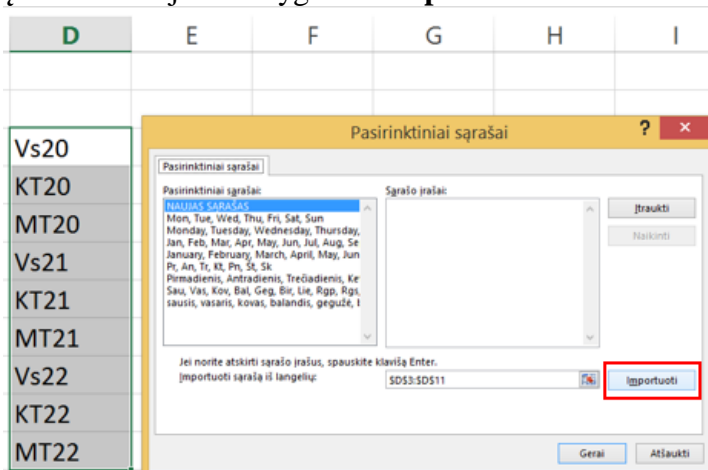 D E F G H I
Vs20
KT20
MT20
Vs21
KT21
MT21
Vs22
KT22
MT22
Pasirinktiniai sąrašai ? ×
Pasirinktiniai sąrašai
Pasirinktiniai sąrašai:
NAUJAS SĄRAŠAS
Mon, Tue, Wed, Thu, Fri, Sat, Sun
Monday, Tuesday, Wednesday, Thursday,
Jan, Feb, Mar, Apr, May, Jun, Jul, Aug, Se
January, February, March, April, May, Jun
Pr, An, Tr, Kt, Pn, Št, Sk
Pirmadienis, Antradienis, Trečiadienis, Ke
Sau, Vas, Kov, Bal, Geg, Bir, Lie, Rgp, Rgs,
sausis, vasaris, kovas, balandis, gegužė, 
Sąrašo įrašai:
Įtraukti
Naikinti
Jei norite atskirti sąrašo įrašus, spauskite klavišą Enter.
Importuoti sąrašą iš langelių:
$D$3:$D$11
Importuoti
Gerai
Atšaukti